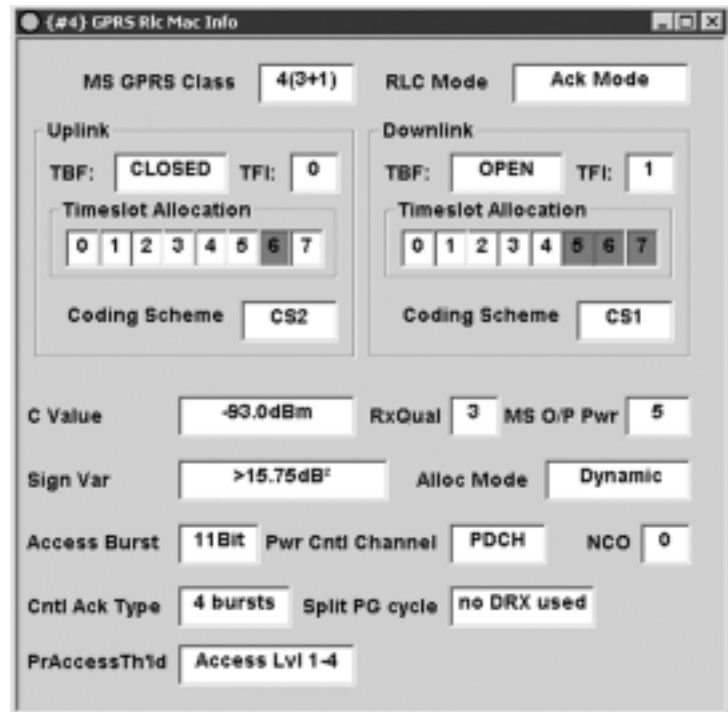 {#4} GPRS Rlc Mac Info
MS GPRS Class 4(3+1) RLC Mode Ack Mode
Uplink
TBF: CLOSED TFI: 0
Timeslot Allocation
0 1 2 3 4 5 6 7
Coding Scheme CS2
Downlink
TBF: OPEN TFI: 1
Timeslot Allocation
0 1 2 3 4 5 6 7
Coding Scheme CS1
C Value -93.0dBm RxQual 3 MS O/P Pwr 5
Sign Var >15.75dB² Alloc Mode Dynamic
Access Burst 11Bit Pwr Cntl Channel PDCH NCO 0
Cntl Ack Type 4 bursts Split PG cycle no DRX used
PrAccessTh'ld Access Lvl 1-4